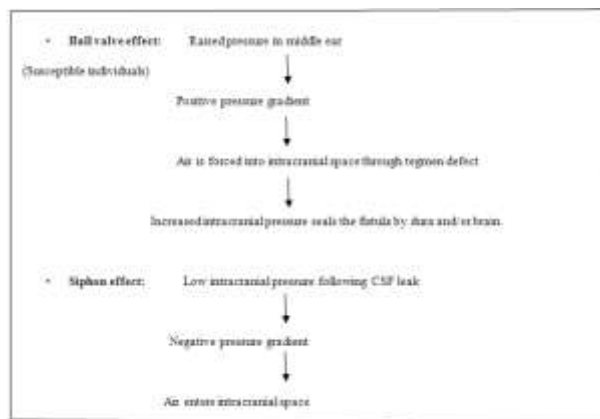 • Ball valve effect: Raised pressure in middle ear
(Susceptible individuals)
Positive pressure gradient
Air is forced into intracranial space through tegmen defect
Increased intracranial pressure seals the fistula by dura and/or brain.
• Siphon effect: Low intracranial pressure following CSF leak
Negative pressure gradient
Air enters intracranial space